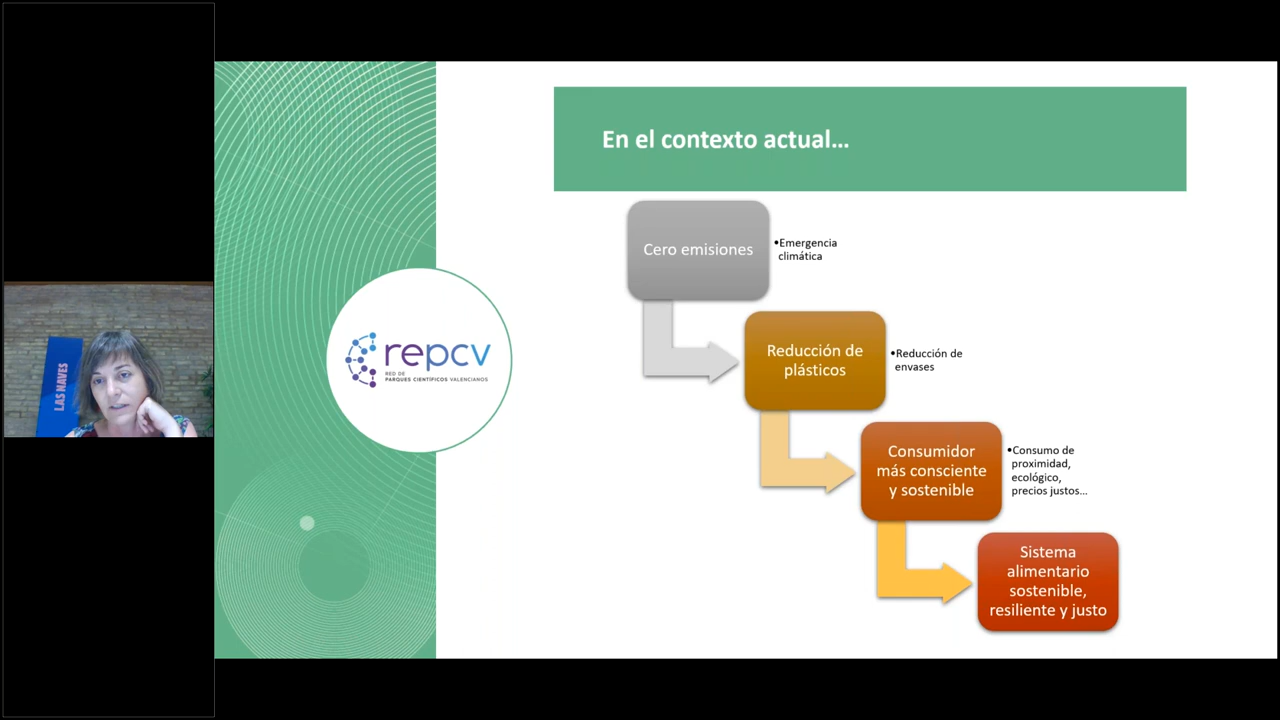 En el contexto actual...
Cero emisiones
•Emergencia
climática
Reducción de
plásticos
•Reducción de
envases
Consumidor
más consciente
y sostenible
•Consumo de
proximidad,
ecológico,
precios justos...
Sistema
alimentario
sostenible,
resiliente y justo
repcv
RED DE
PARQUES CIENTÍFICOS VALENCIANOS
LAS NAVES